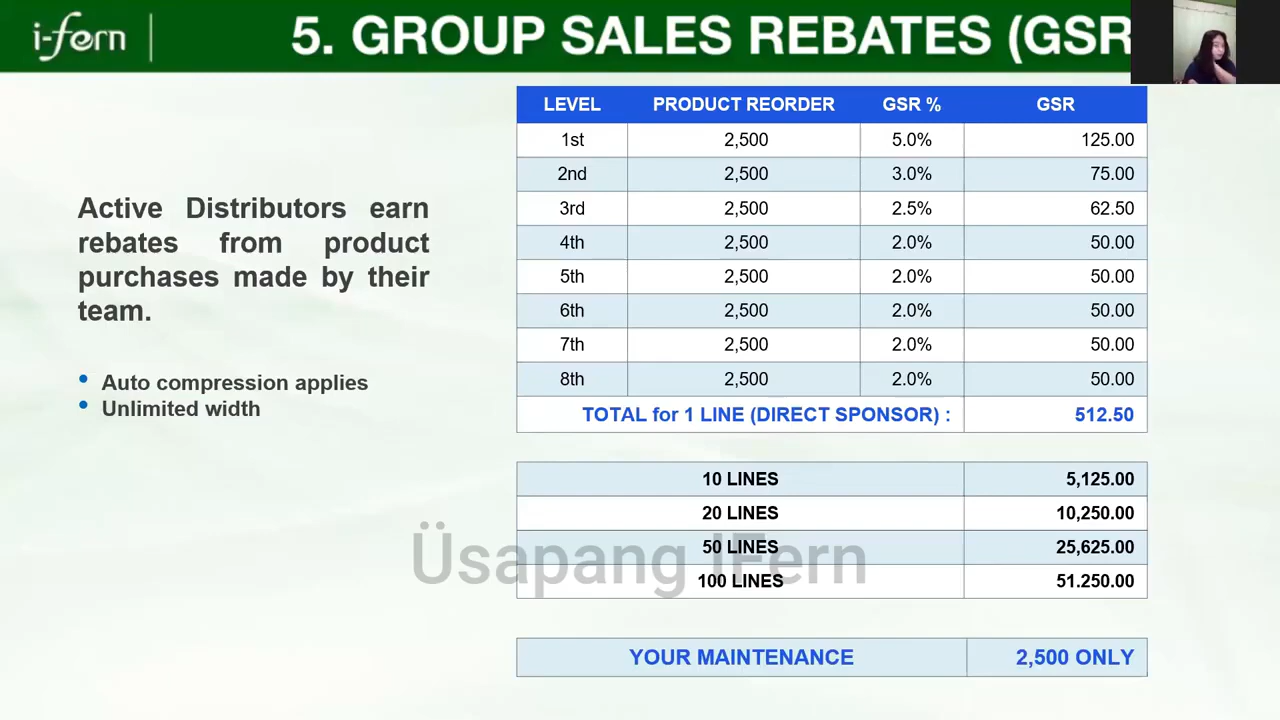 i-fern
5. GROUP SALES REBATES (GSR
Active Distributors earn
rebates from product
purchases made by their
team.
• Auto compression applies
• Unlimited width
LEVEL PRODUCT REORDER GSR % GSR
1st 2,500 5.0% 125.00
2nd 2,500 3.0% 75.00
3rd 2,500 2.5% 62.50
4th 2,500 2.0% 50.00
5th 2,500 2.0% 50.00
6th 2,500 2.0% 50.00
7th 2,500 2.0% 50.00
8th 2,500 2.0% 50.00
TOTAL for 1 LINE (DIRECT SPONSOR) : 512.50
10 LINES 5,125.00
20 LINES 10,250.00
50 LINES 25,625.00
100 LINES 51.250.00
Üsapang iFern
YOUR MAINTENANCE 2,500 ONLY